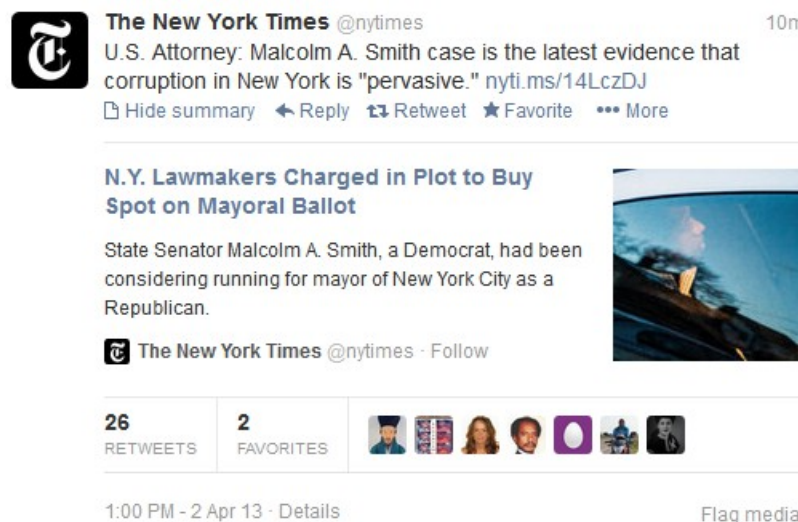 The New York Times @nytimes 10m
U.S. Attorney: Malcolm A. Smith case is the latest evidence that
corruption in New York is "pervasive." nyti.ms/14LczDJ
Hide summary Reply Retweet Favorite More
N.Y. Lawmakers Charged in Plot to Buy
Spot on Mayoral Ballot
State Senator Malcolm A. Smith, a Democrat, had been
considering running for mayor of New York City as a
Republican.
The New York Times @nytimes · Follow
26 2
RETWEETS FAVORITES
1:00 PM - 2 Apr 13 · Details Flag media